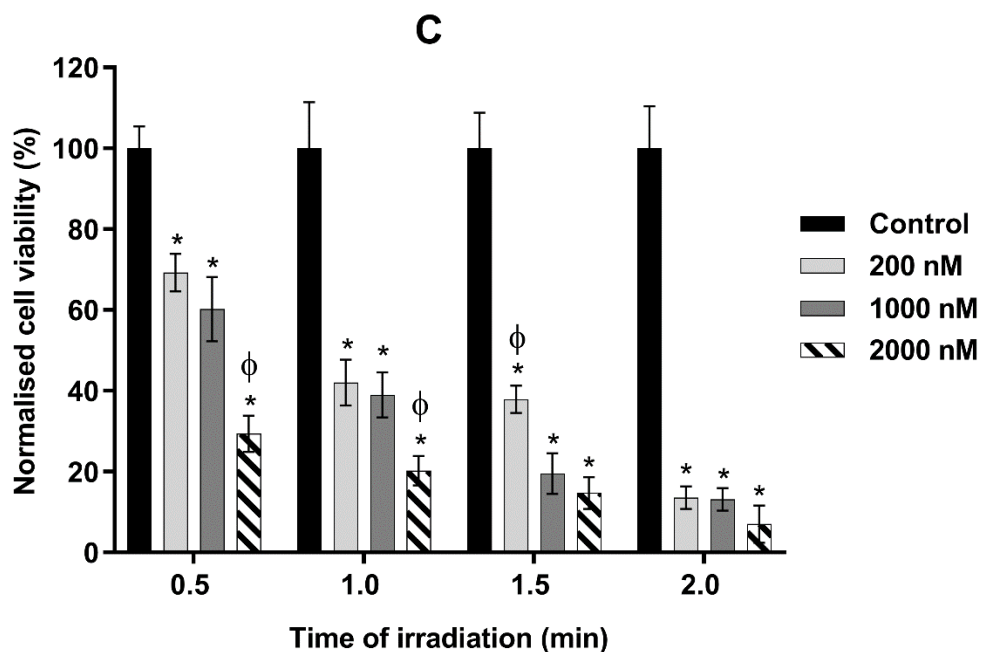 C
Normalised cell viability (%)
120
100
80
60
40
20
0
* * ϕ *
* * ϕ *
ϕ * * *
* * *
0.5 1.0 1.5 2.0
Time of irradiation (min)
Control
200 nM
1000 nM
2000 nM